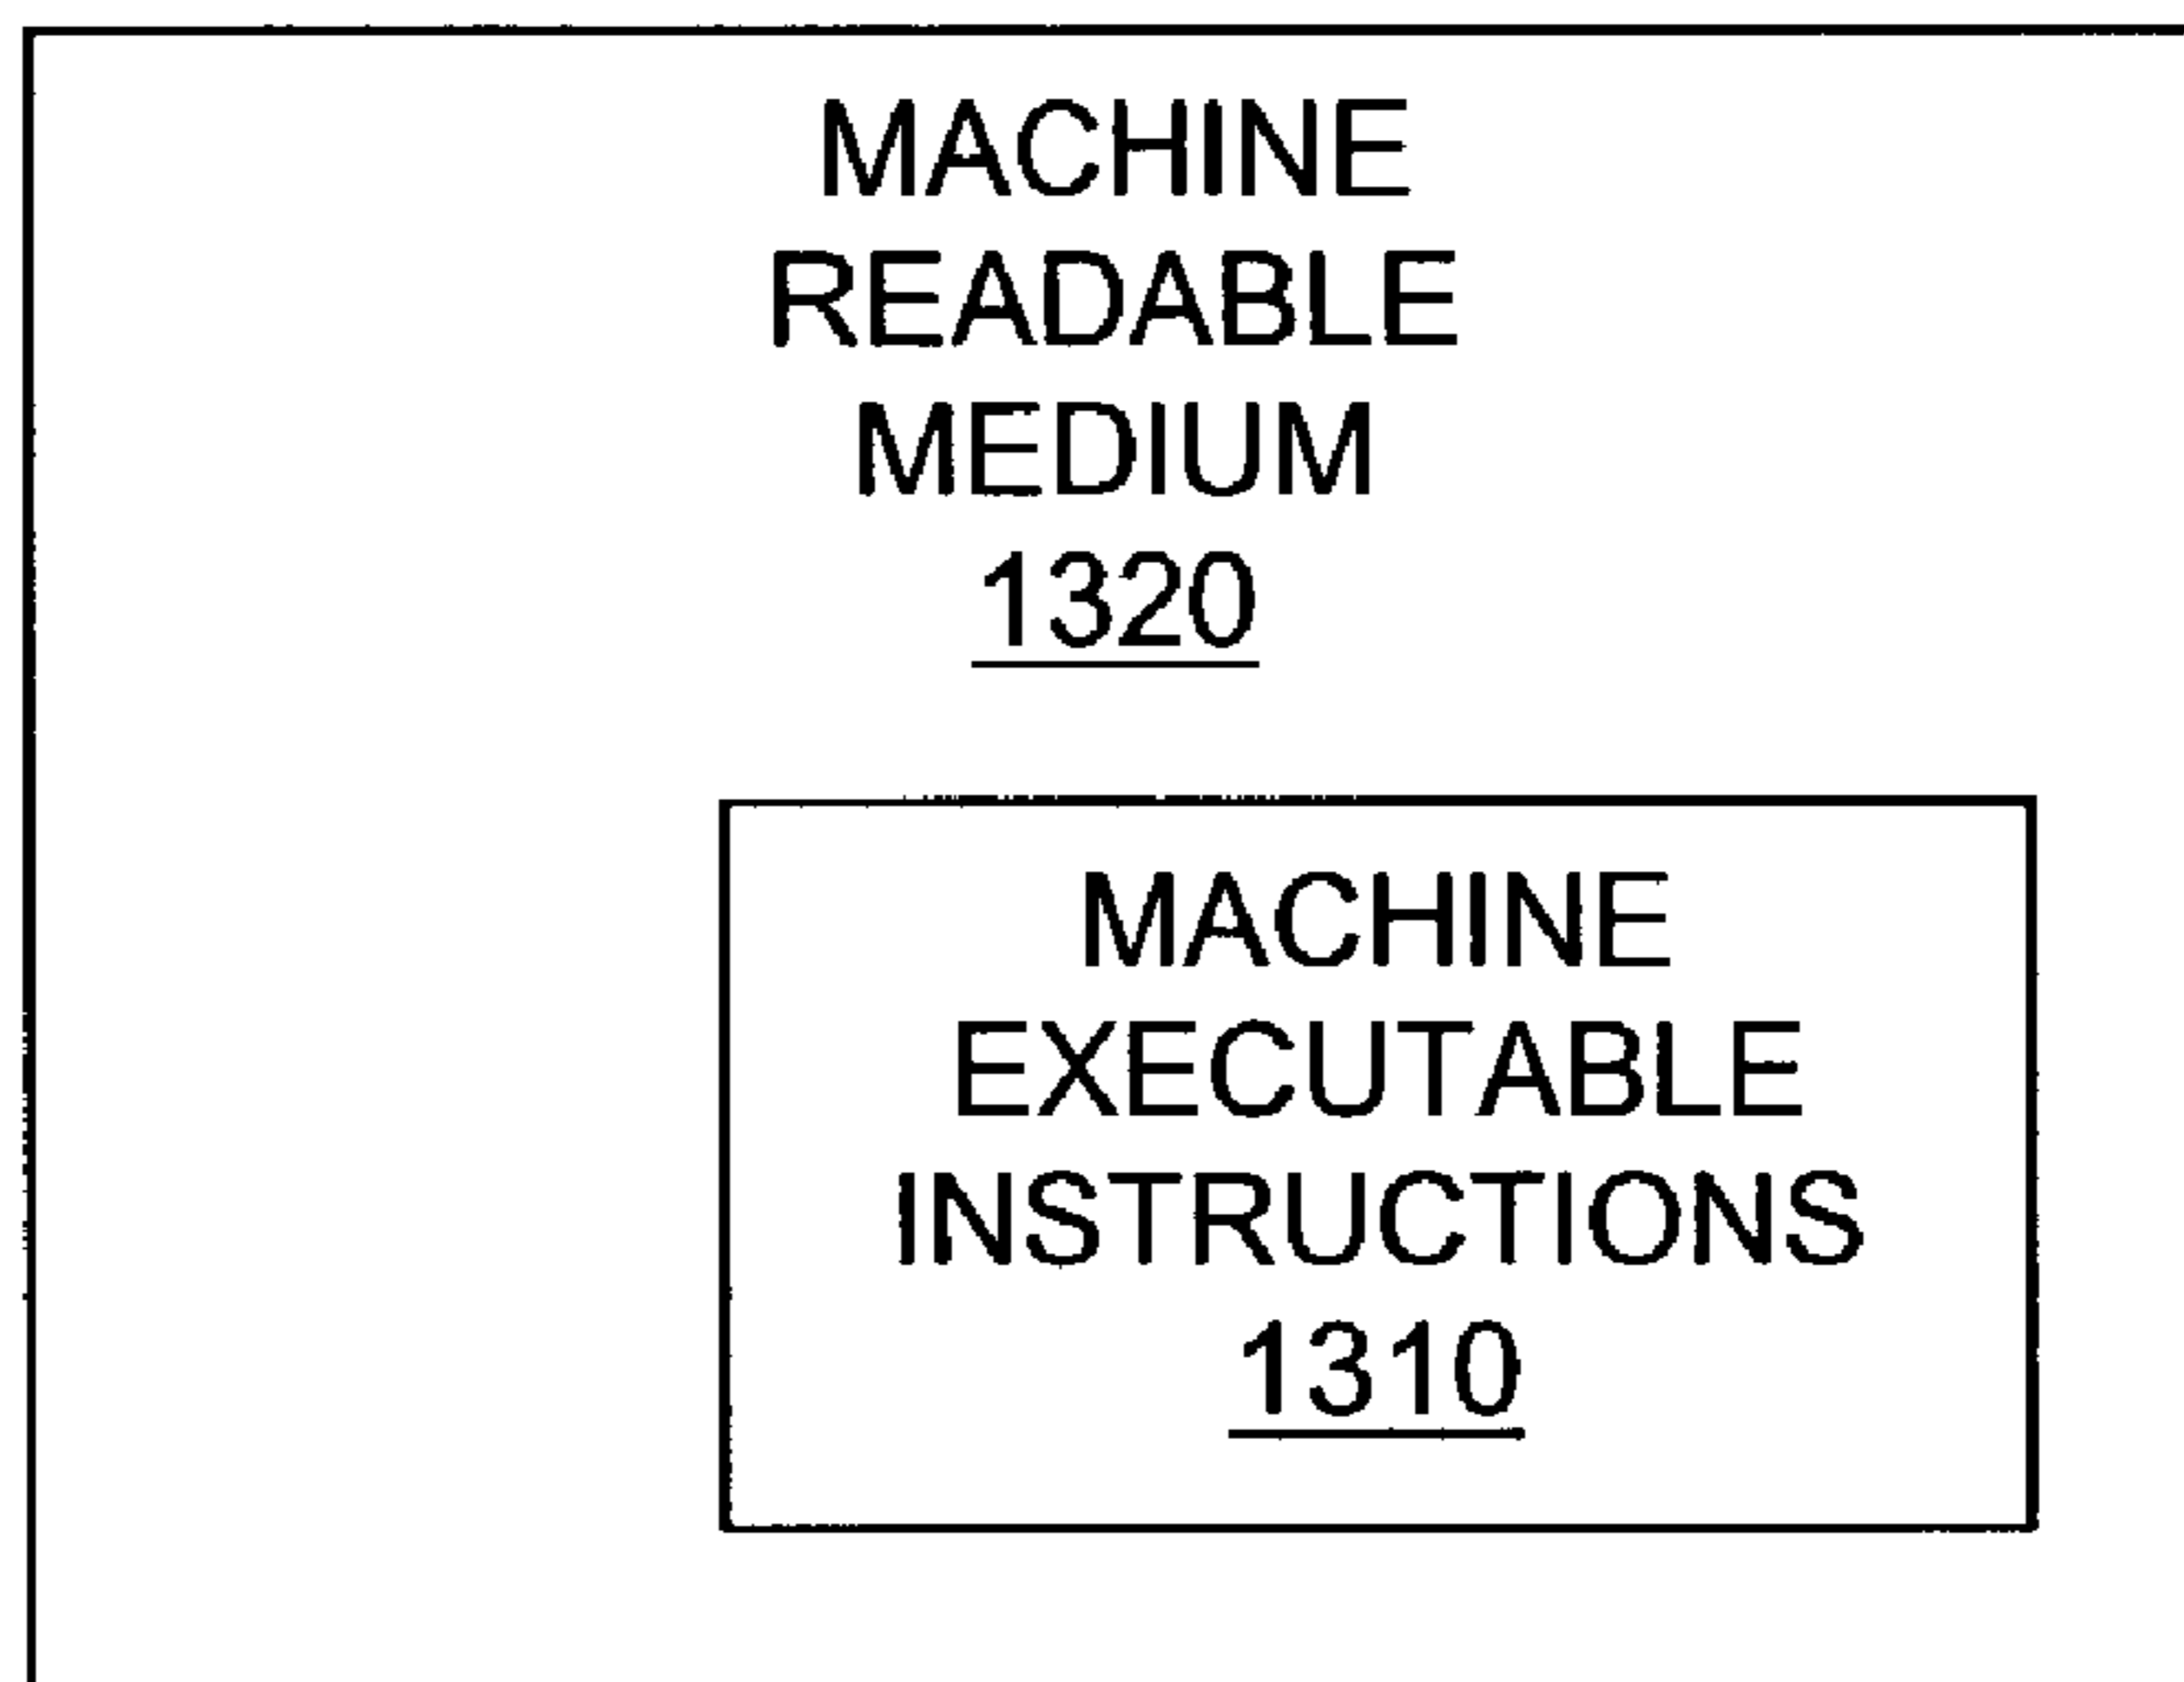 MACHINE
READABLE
MEDIUM
1320
MACHINE
EXECUTABLE
INSTRUCTIONS
1310